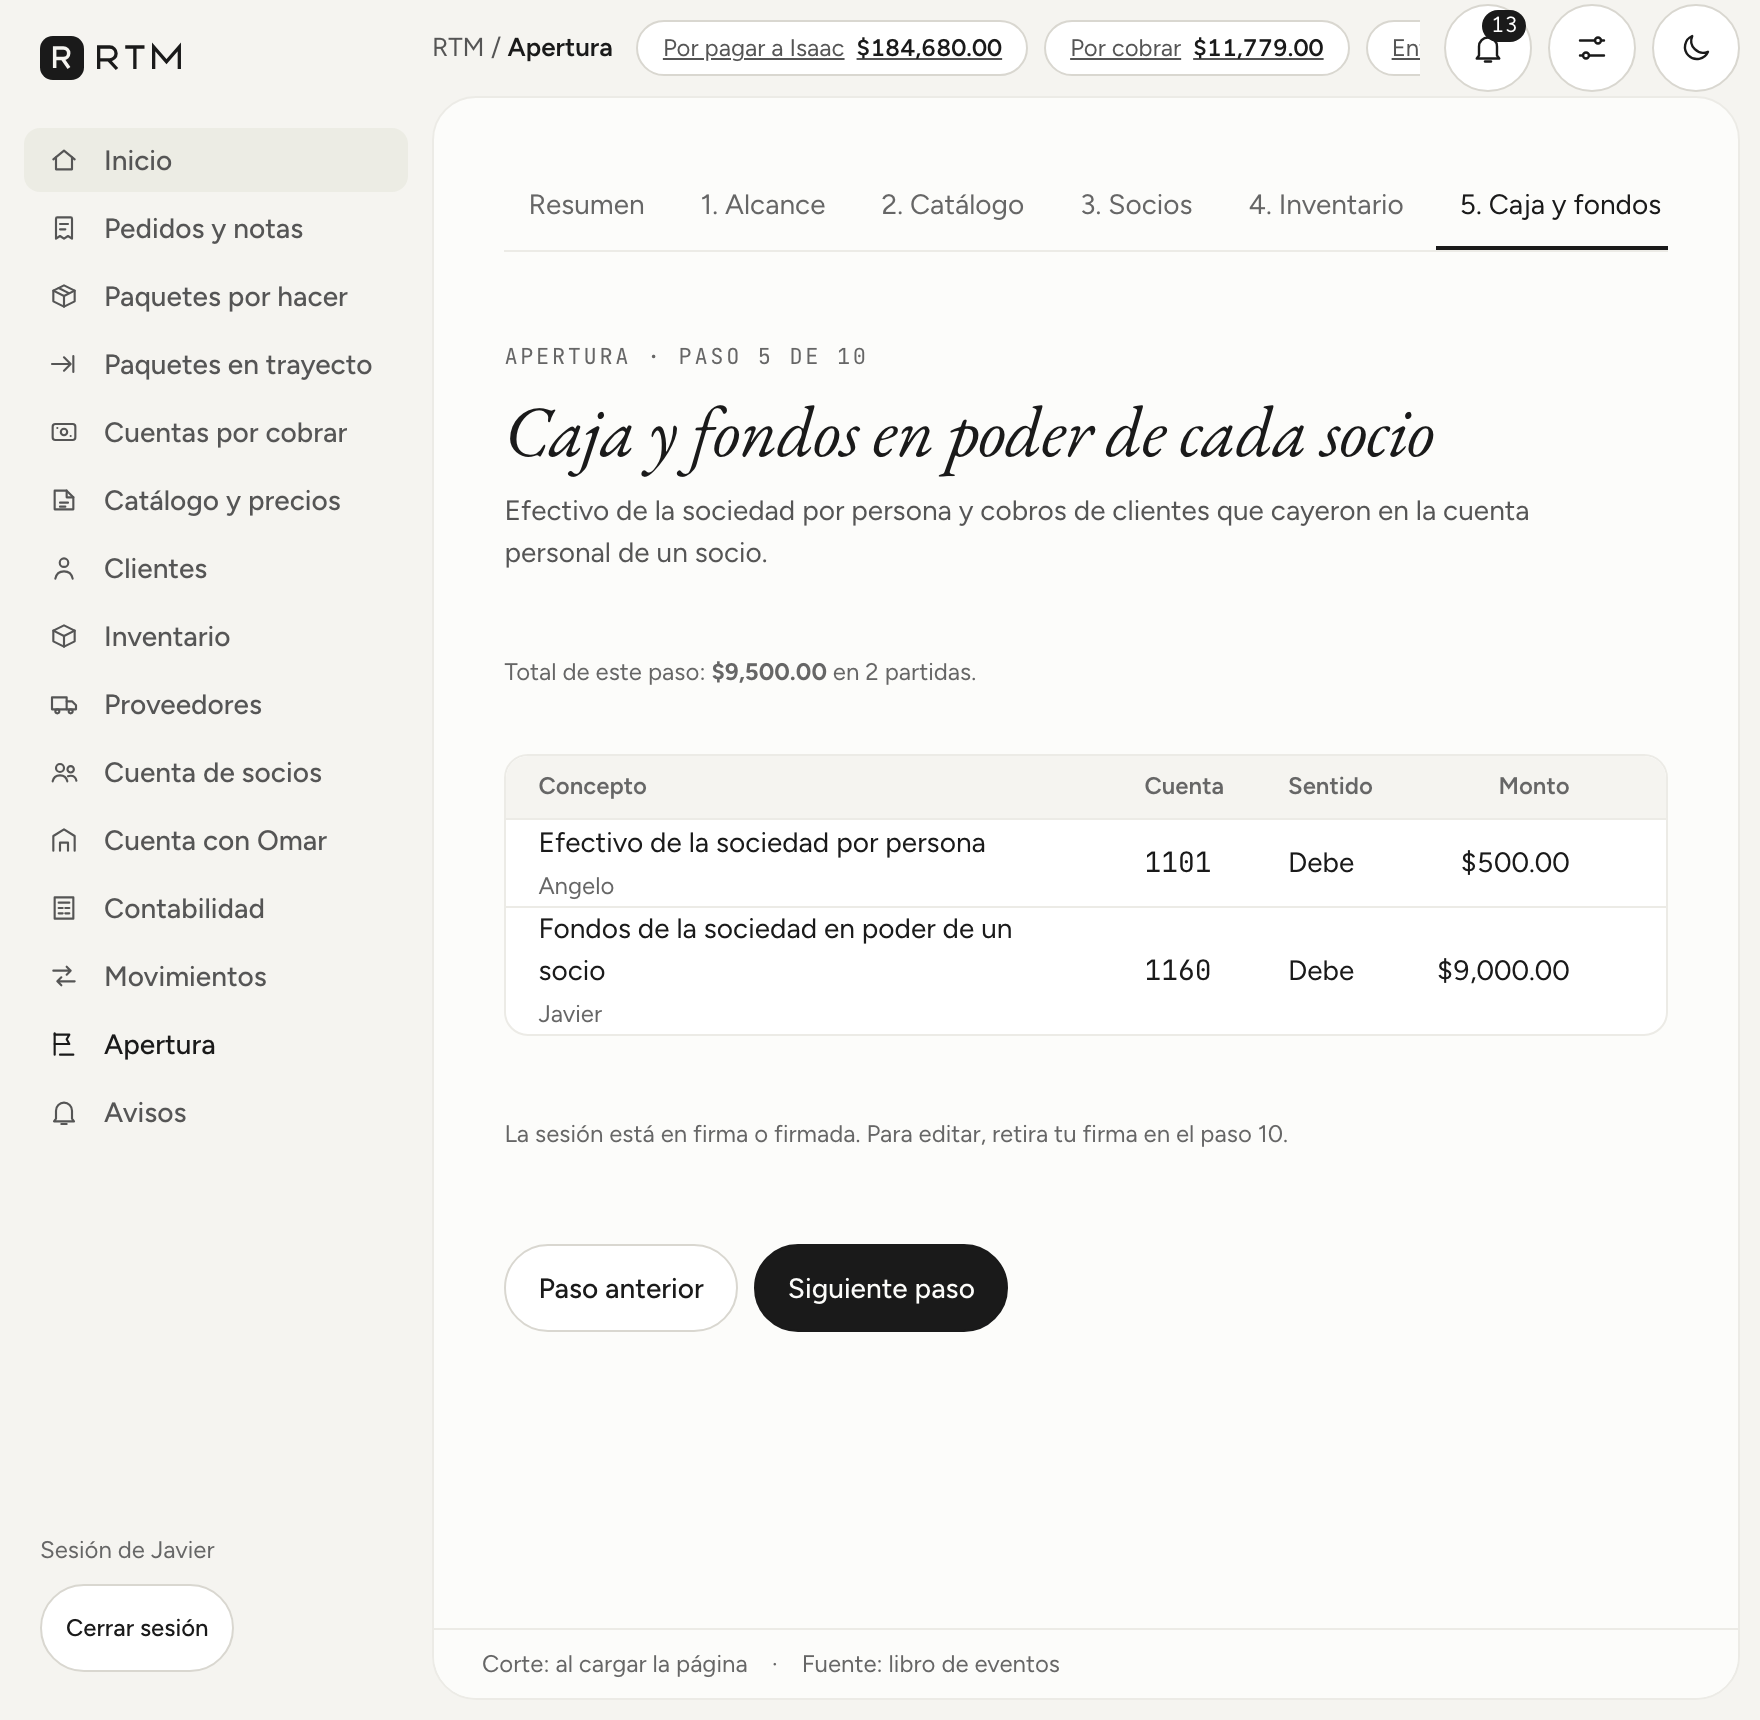 R RTM
RTM / Apertura
Por pagar a Isaac $184,680.00
Por cobrar $11,779.00
En
13
Inicio
Pedidos y notas
Paquetes por hacer
Paquetes en trayecto
Cuentas por cobrar
Catálogo y precios
Clientes
Inventario
Proveedores
Cuenta de socios
Cuenta con Omar
Contabilidad
Movimientos
Apertura
Avisos
Sesión de Javier
Cerrar sesión
Resumen 1. Alcance 2. Catálogo 3. Socios 4. Inventario 5. Caja y fondos
APERTURA · PASO 5 DE 10
Caja y fondos en poder de cada socio
Efectivo de la sociedad por persona y cobros de clientes que cayeron en la cuenta
personal de un socio.
Total de este paso: $9,500.00 en 2 partidas.
Concepto Cuenta Sentido Monto
Efectivo de la sociedad por persona
Angelo
1101 Debe $500.00
Fondos de la sociedad en poder de un
socio
Javier
1160 Debe $9,000.00
La sesión está en firma o firmada. Para editar, retira tu firma en el paso 10.
Paso anterior
Siguiente paso
Corte: al cargar la página · Fuente: libro de eventos